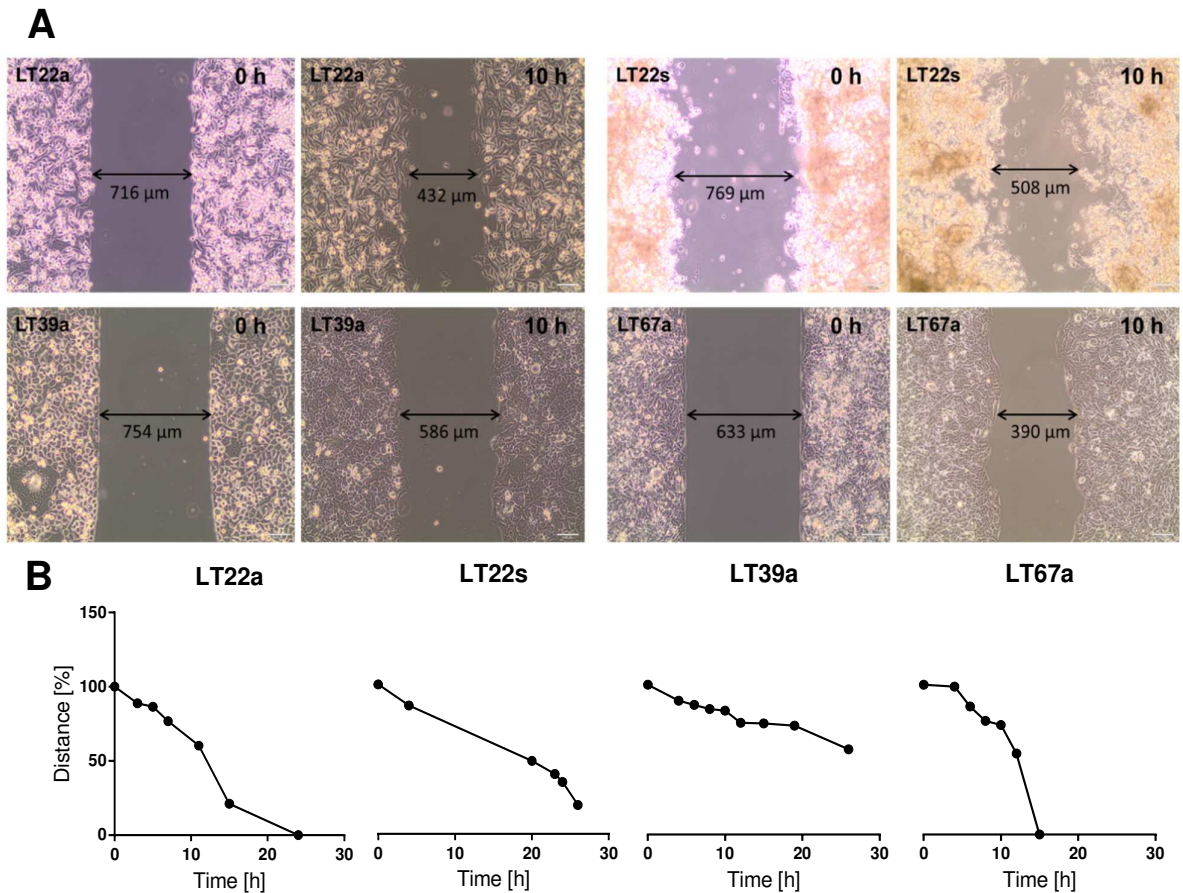 A
LT22a 0 h LT22a 10 h LT22s 0 h LT22s 10 h
716 µm 432 µm 769 µm 508 µm
LT39a 0 h LT39a 10 h LT67a 0 h LT67a 10 h
754 µm 586 µm 633 µm 390 µm
B LT22a LT22s LT39a LT67a
150
100
50
0
Distance [%]
0 10 20 30 0 10 20 30 0 10 20 30 0 10 20 30
Time [h] Time [h] Time [h] Time [h]